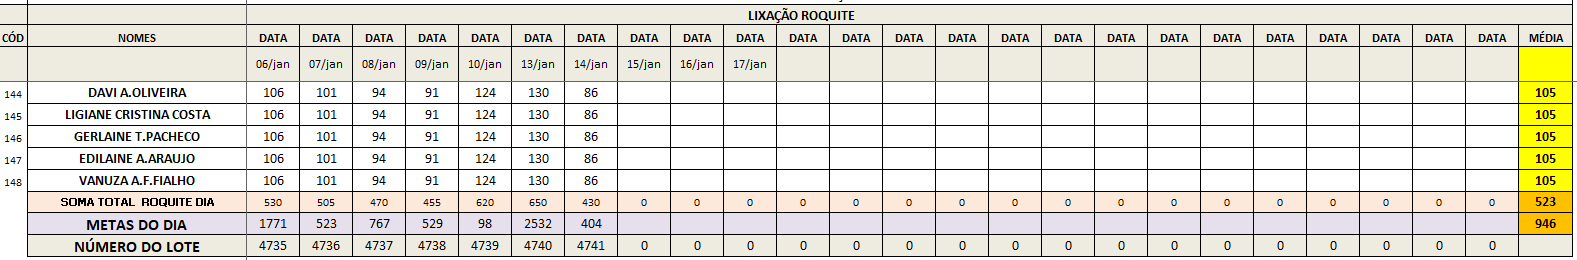 LIXAÇÃO ROQUITE
CÓD NOMES DATA DATA DATA DATA DATA DATA DATA DATA DATA DATA DATA DATA DATA DATA DATA DATA DATA DATA DATA DATA DATA DATA DATA DATA MÉDIA
06/jan 07/jan 08/jan 09/jan 10/jan 13/jan 14/jan 15/jan 16/jan 17/jan
144 DAVI A.OLIVEIRA 106 101 94 91 124 130 86 105
145 LIGIANE CRISTINA COSTA 106 101 94 91 124 130 86 105
146 GERLAINE T.PACHECO 106 101 94 91 124 130 86 105
147 EDILAINE A.ARAUJO 106 101 94 91 124 130 86 105
148 VANUZA A.F.FIALHO 106 101 94 91 124 130 86 105
SOMA TOTAL ROQUITE DIA 530 505 470 455 620 650 430 0 0 0 0 0 0 0 0 0 0 0 0 0 0 0 0 0 523
METAS DO DIA 1771 523 767 529 98 2532 404 946
NÚMERO DO LOTE 4735 4736 4737 4738 4739 4740 4741 0 0 0 0 0 0 0 0 0 0 0 0 0 0 0 0 0